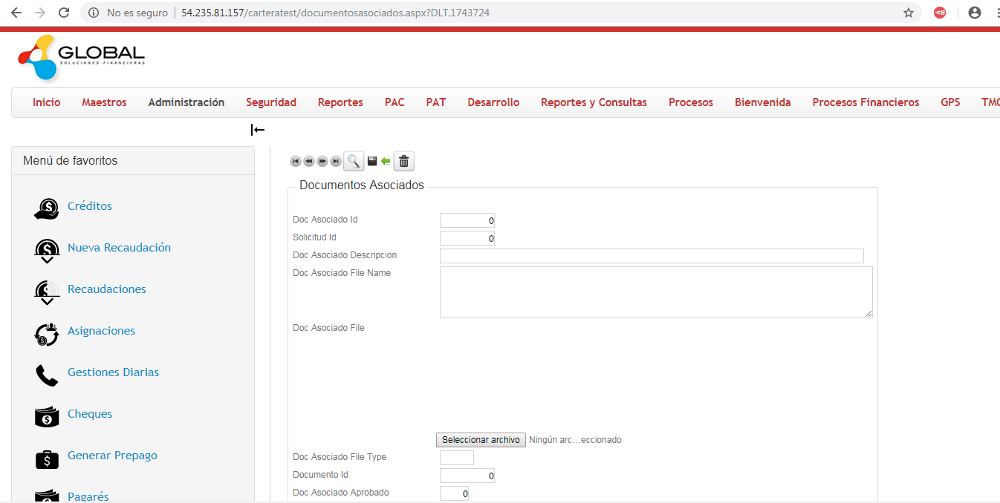 No es seguro 54.235.81.157/carteratest/documentosasociados.aspx?DLT,1743724
GLOBAL
SOLUCIONES FINANCIERAS
Inicio Maestros Administración Seguridad Reportes PAC PAT Desarrollo Reportes y Consultas Procesos Bienvenida Procesos Financieros GPS TMC
Menú de favoritos
Créditos
Nueva Recaudación
Recaudaciones
Asignaciones
Gestiones Diarias
Cheques
Generar Prepago
Pagarés
Documentos Asociados
Doc Asociado Id 0
Solicitud Id 0
Doc Asociado Descripcion
Doc Asociado File Name
Doc Asociado File
Seleccionar archivo Ningún arc...eccionado
Doc Asociado File Type
Documento Id 0
Doc Asociado Aprobado 0